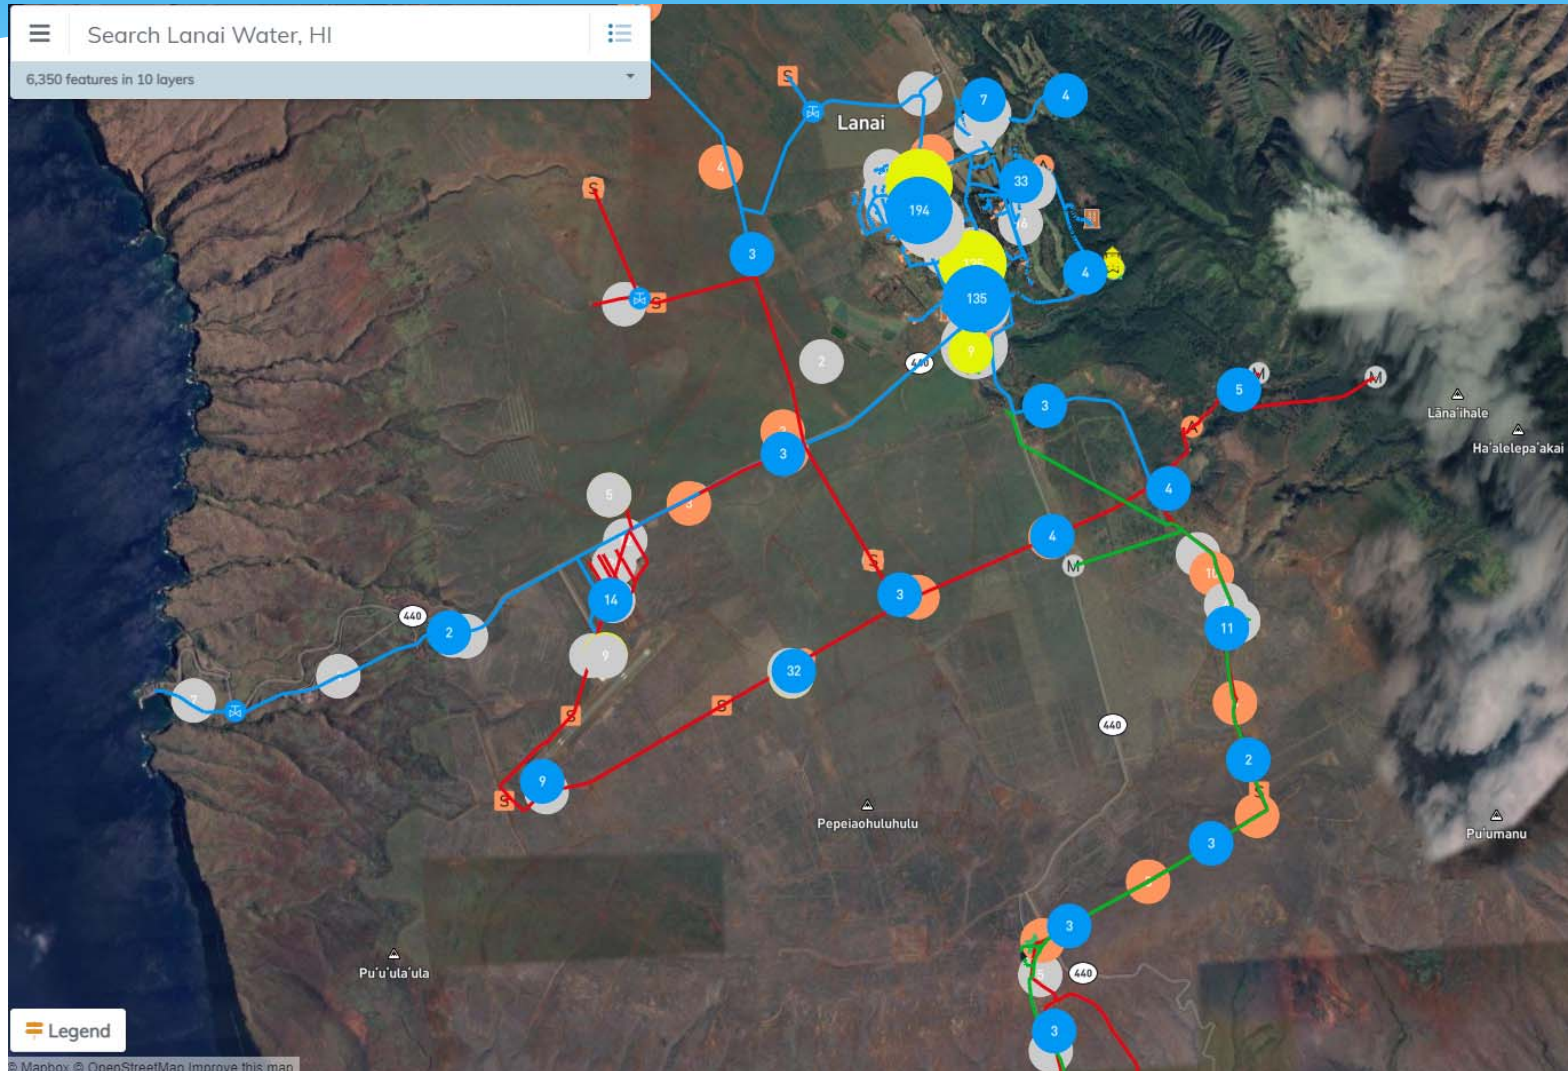 Search Lanai Water, HI
6,350 features in 10 layers
S
7
4
Lanai
4
33
S
194
6
3
4
S
135
2
440
9
M
5
M
3
Lāna'ihale
A
Ha'alelepa'akai
3
5
3
4
4
S
M
14
3
10
440
2
11
9
32
S
S
440
2
9
S
S
Pepeiaohuluhulu
3
Pu'umanu
3
Pu'u'ula'ula
440
3
Legend
© Mapbox © OpenStreetMap Improve this map